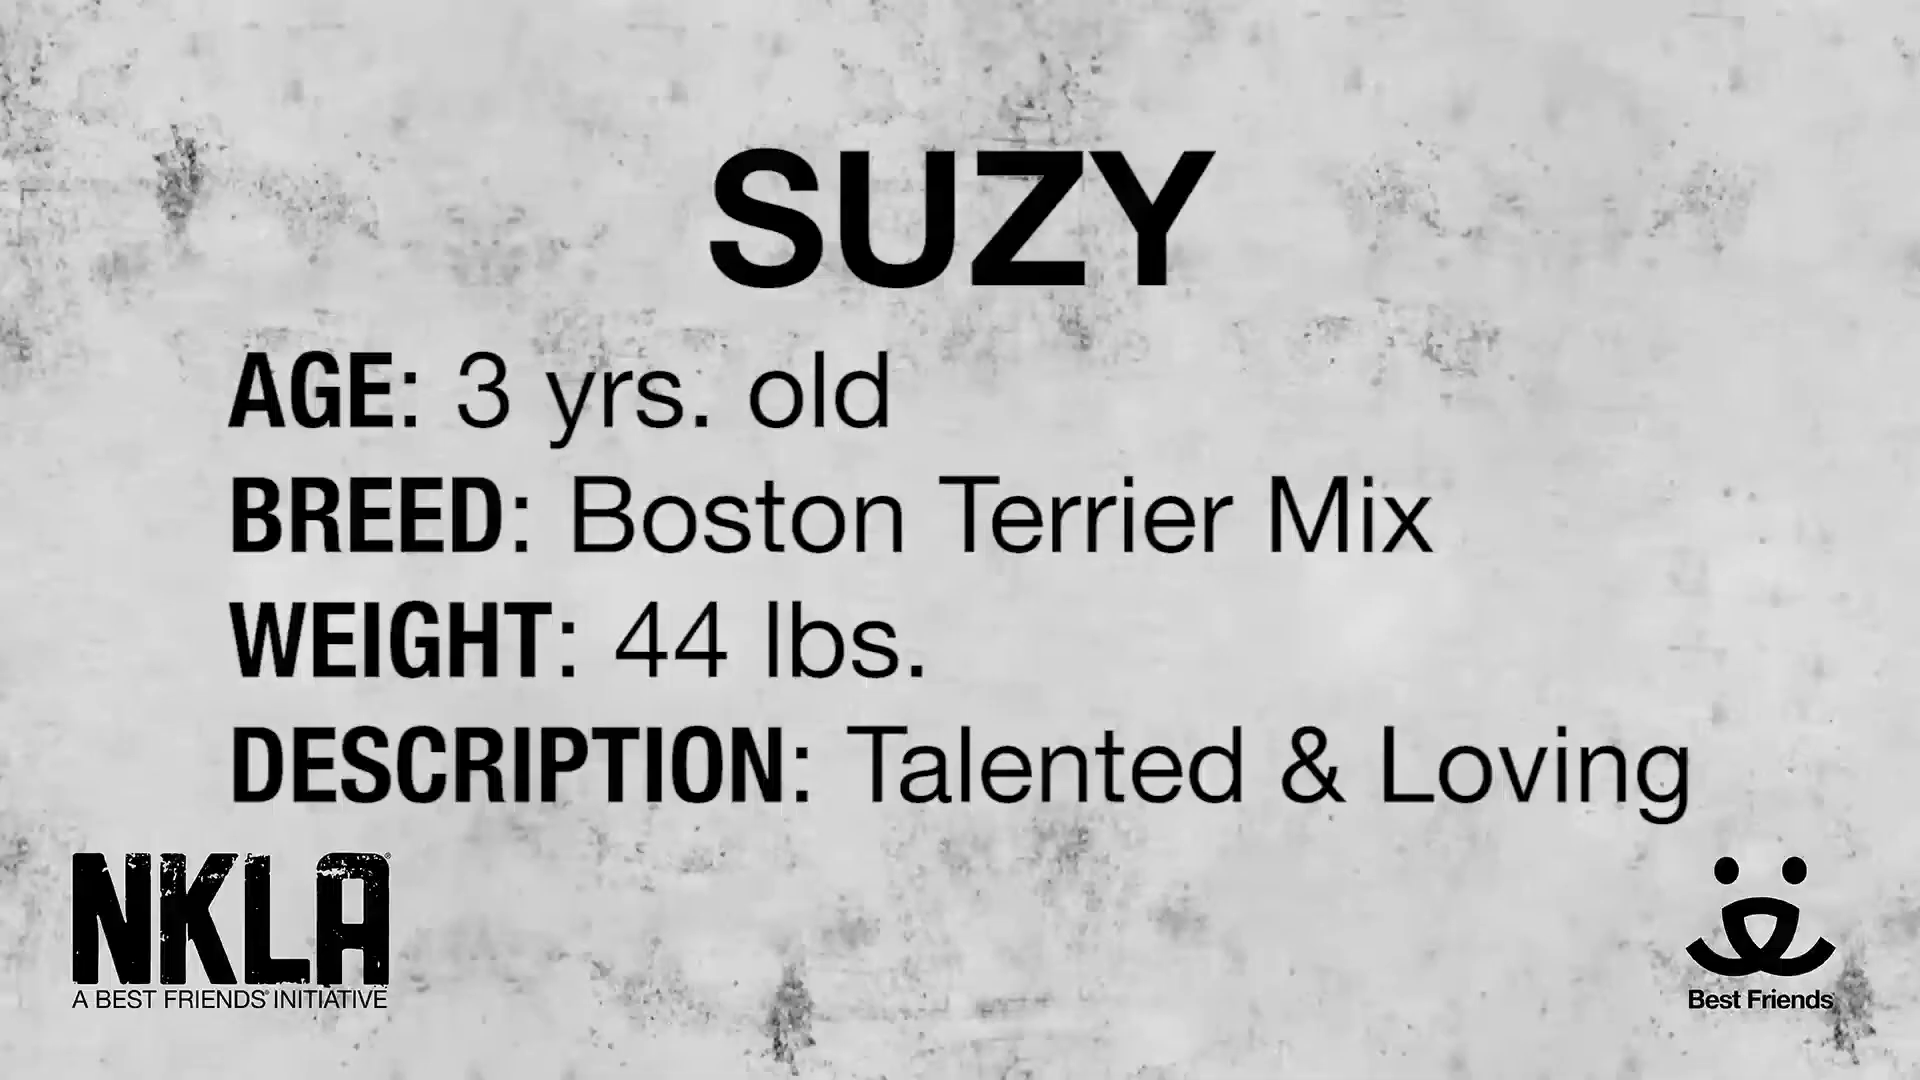 SUZY
AGE: 3 yrs. old
BREED: Boston Terrier Mix
WEIGHT: 44 lbs.
DESCRIPTION: Talented & Loving
NKLA®
A BEST FRIENDS® INITIATIVE
Best Friends